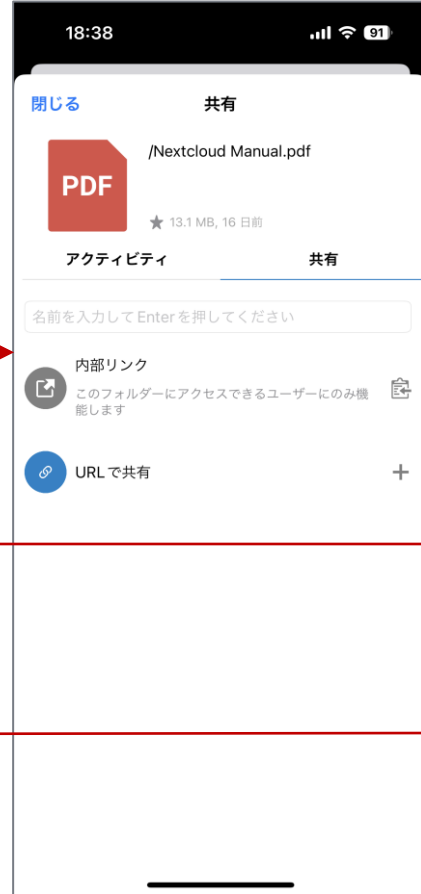 18:38
91
閉じる
共有
/Nextcloud Manual.pdf
PDF
13.1 MB, 16 日前
アクティビティ
共有
名前を入力して Enter を押してください
内部リンク
このフォルダーにアクセスできるユーザーにのみ機
能します
URL で共有